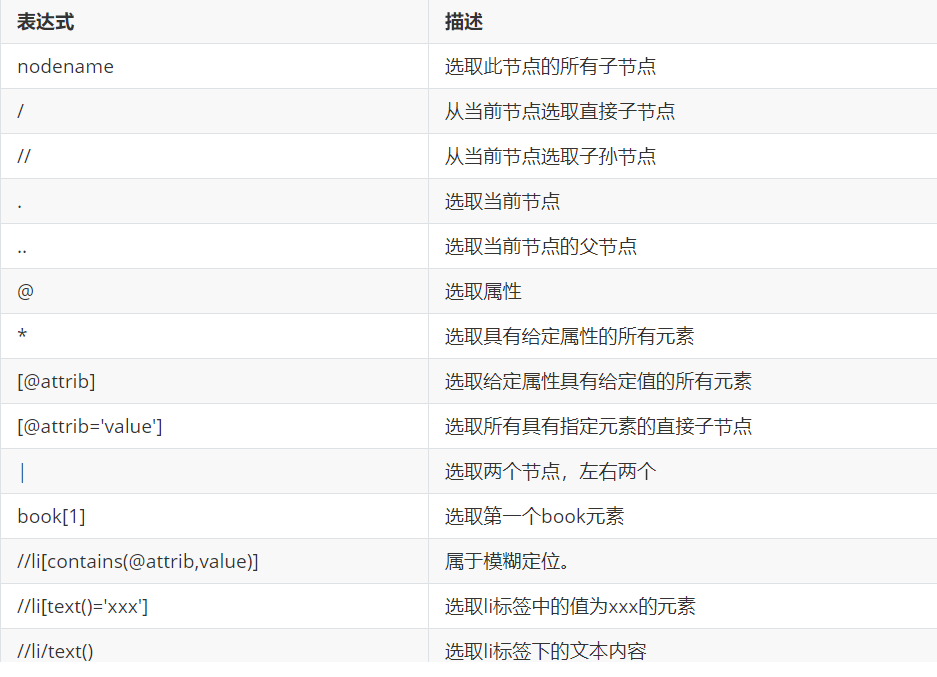 表达式 描述
nodename 选取此节点的所有子节点
/ 从当前节点选取直接子节点
// 从当前节点选取子孙节点
. 选取当前节点
.. 选取当前节点的父节点
@ 选取属性
* 选取具有给定属性的所有元素
[@attrib] 选取给定属性具有给定值的所有元素
[@attrib='value'] 选取所有具有指定元素的直接子节点
| 选取两个节点，左右两个
book[1] 选取第一个book元素
//li[contains(@attrib,value)] 属于模糊定位。
//li[text()='xxx'] 选取li标签中的值为xxx的元素
//li/text() 选取li标签下的文本内容